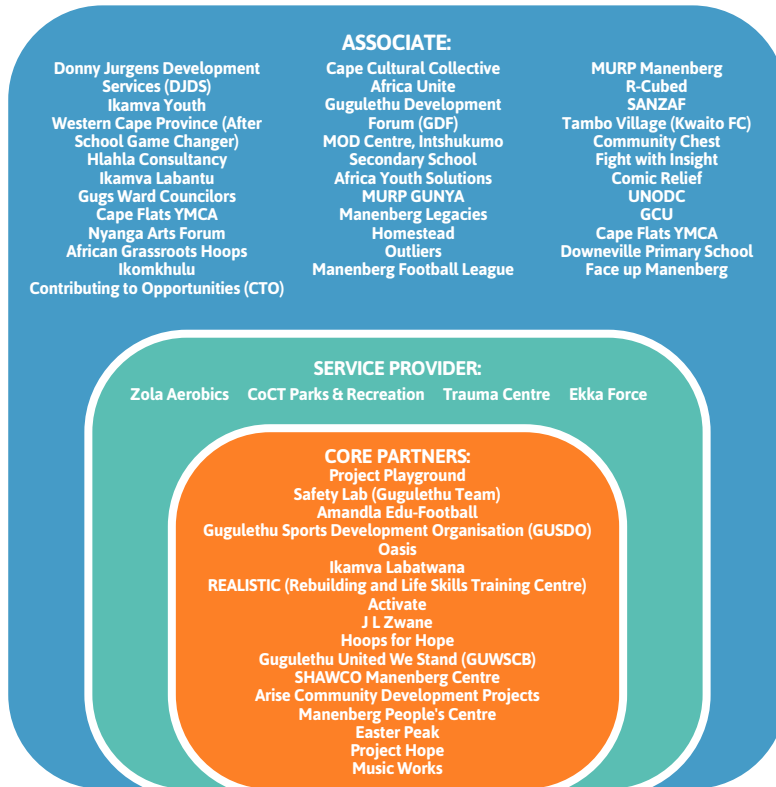 ASSOCIATE:
Donny Jurgens Development
Services (DJDS)
Ikamva Youth
Western Cape Province (After
School Game Changer)
Hlahla Consultancy
Ikamva Labantu
Gugs Ward Councilors
Cape Flats YMCA
Nyanga Arts Forum
African Grassroots Hoops
Ikomkhulu
Contributing to Opportunities (CTO)
Cape Cultural Collective
Africa Unite
Gugulethu Development
Forum (GDF)
MOD Centre, Intshukumo
Secondary School
Africa Youth Solutions
MURP GUNYA
Manenberg Legacies
Homestead
Outliers
Manenberg Football League
MURP Manenberg
R-Cubed
SANZAF
Tambo Village (Kwaito FC)
Community Chest
Fight with Insight
Comic Relief
UNODC
GCU
Cape Flats YMCA
Downeville Primary School
Face up Manenberg
SERVICE PROVIDER:
Zola Aerobics CoCT Parks & Recreation Trauma Centre Ekka Force
CORE PARTNERS:
Project Playground
Safety Lab (Gugulethu Team)
Amandla Edu-Football
Gugulethu Sports Development Organisation (GUSDO)
Oasis
Ikamva Labatwana
REALISTIC (Rebuilding and Life Skills Training Centre)
Activate
J L Zwane
Hoops for Hope
Gugulethu United We Stand (GUWSCB)
SHAWCO Manenberg Centre
Arise Community Development Projects
Manenberg People's Centre
Easter Peak
Project Hope
Music Works